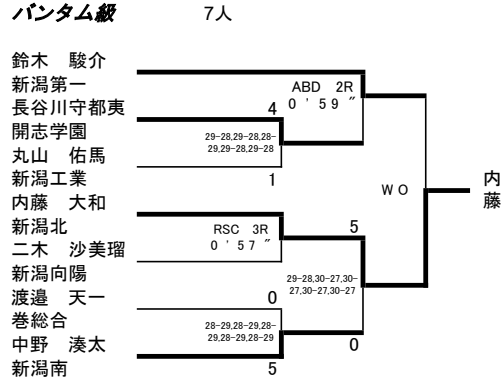 バンタム級 7人
鈴木 駿介
新潟第一
ABD 2R
0'59"
長谷川守都夷
4
開志学園
29-28,29-28,28-
29,29-28,29-28
丸山 佑馬
新潟工業
1
WO
内藤
内藤 大和
新潟北
RSC 3R
0'57"
5
二木 沙美瑠
新潟向陽
29-28,30-27,30-
27,30-27,30-27
渡邉 天一
0
巻総合
28-29,28-29,28-
29,28-29,28-29
中野 湊太
0
新潟南
5